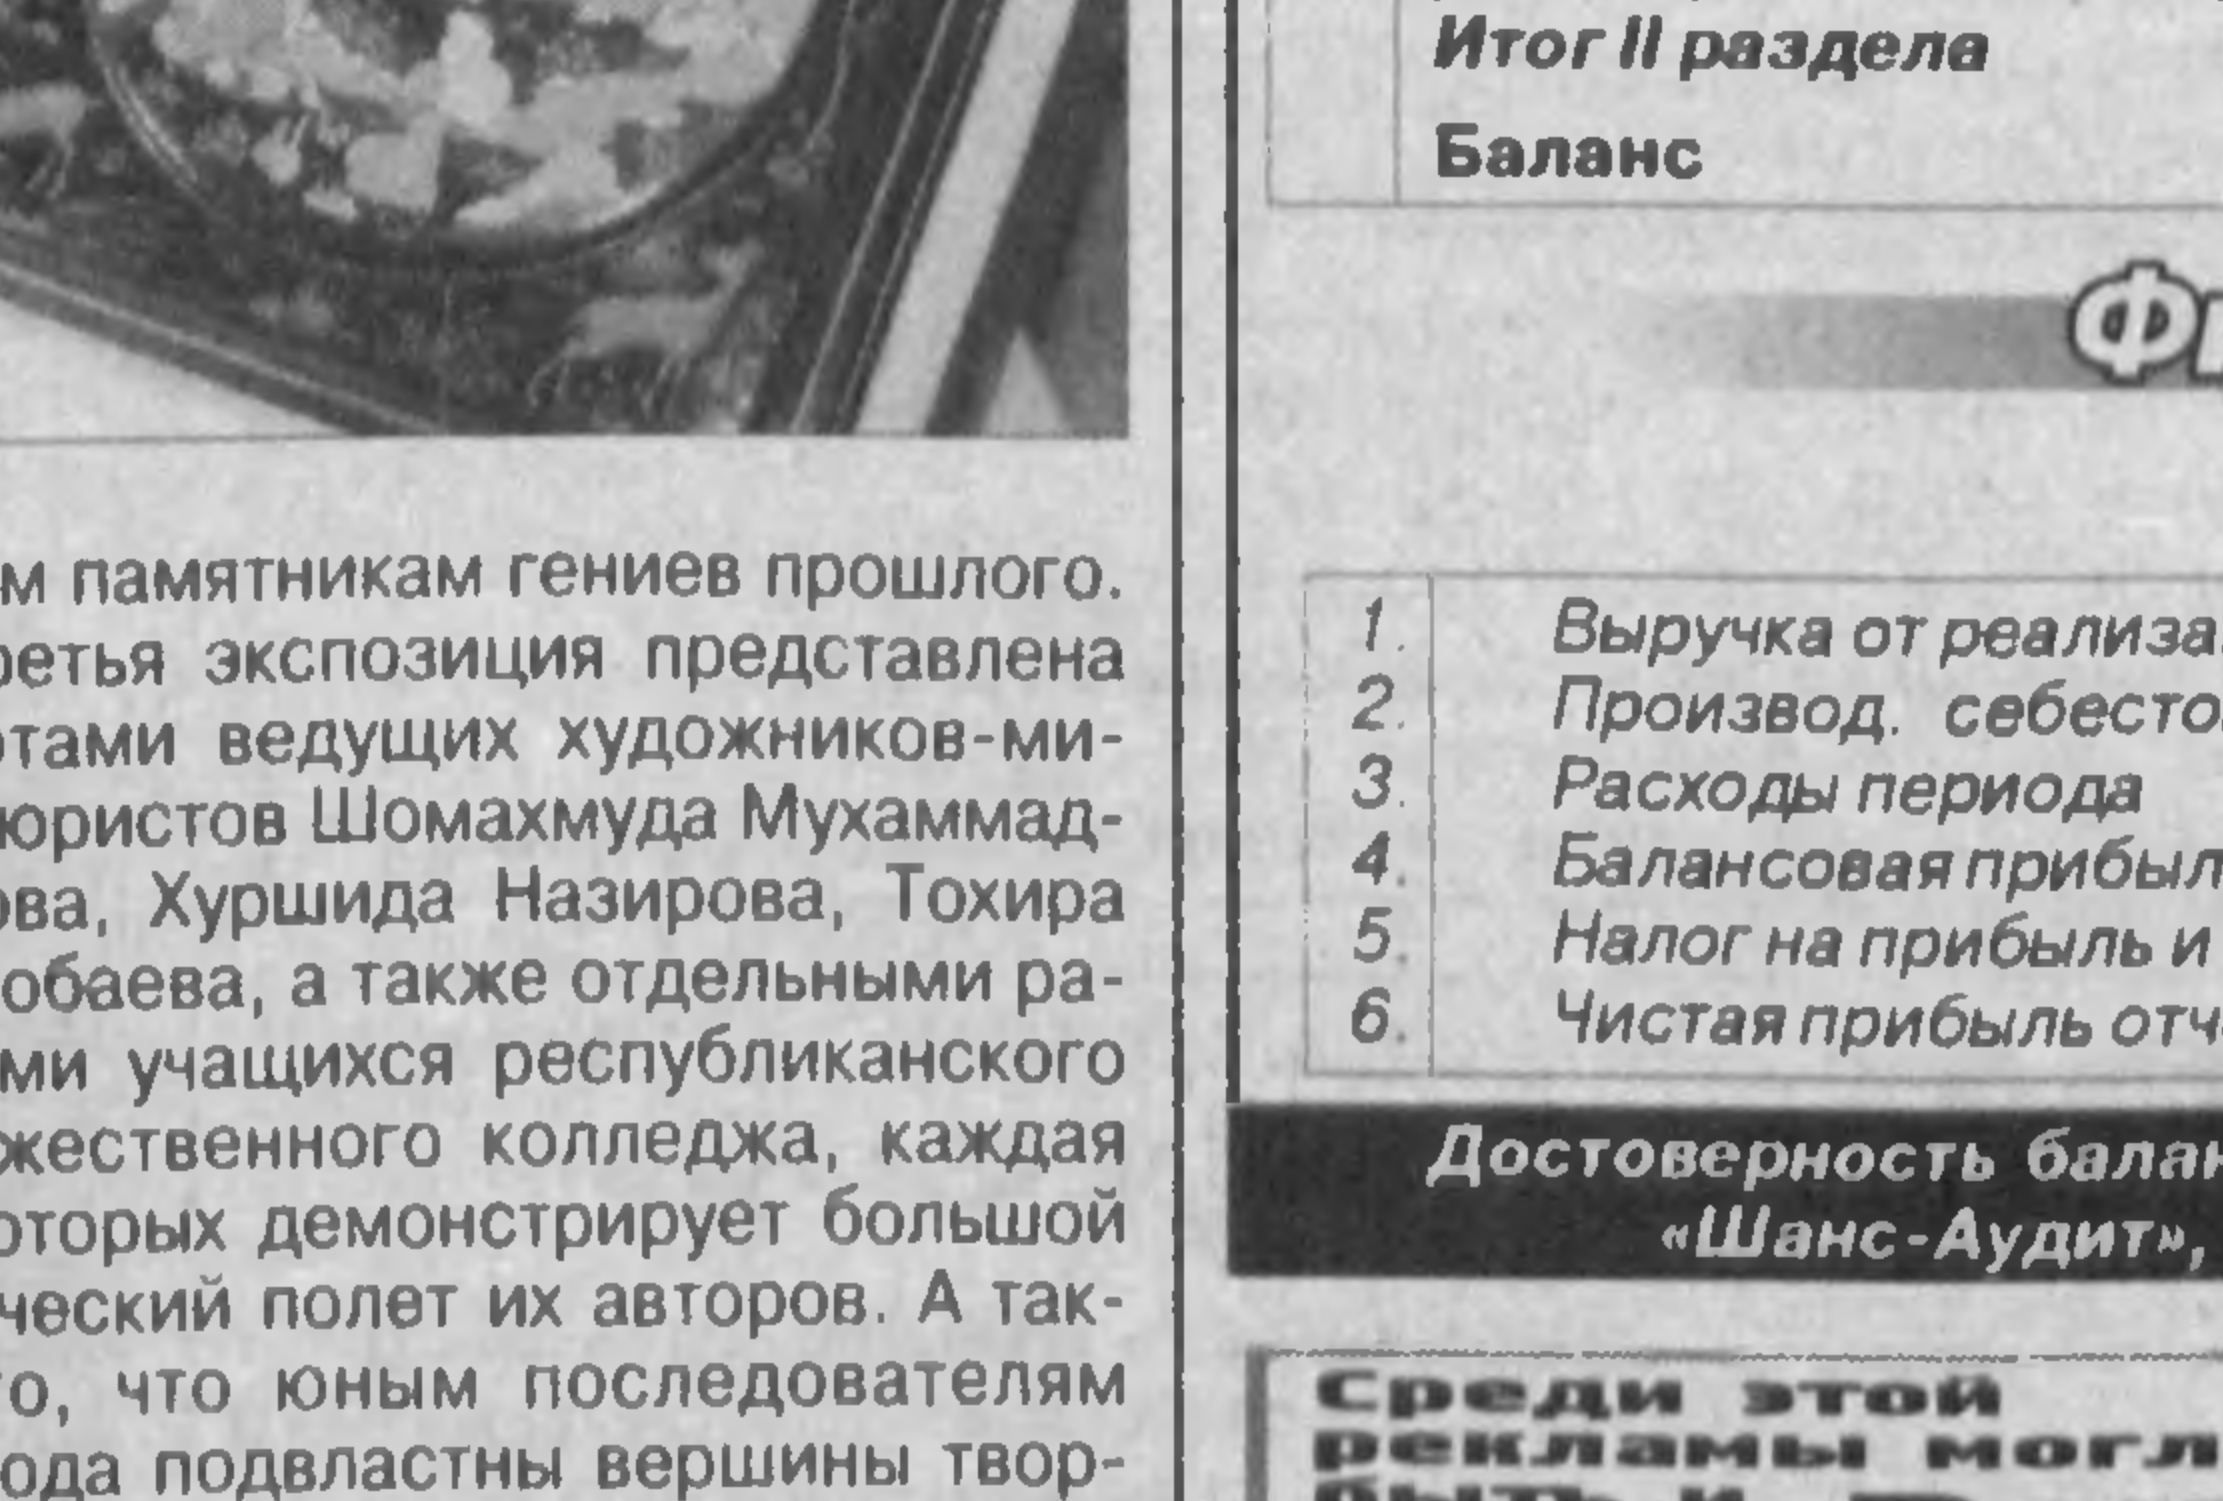 м памятникам гениев прошлого.
ретья экспозиция представлена
отами ведущих художников-ми-
юристов Шомахмуда Мухаммад-
ова, Хуршида Назирова, Тохира
обаева, а также отдельными ра-
ми учащихся республиканского
жественного колледжа, каждая
оторых демонстрирует большой
ческий полет их авторов. А так-
о, что юным последователям
ода подвластны вершины твор-
Итог II раздела
Баланс
1. Выручка от реализа
2. Производ. себесто
3. Расходы периода
4. Балансовая прибыл
5. Налог на прибыль и
6. Чистая прибыль отч
Достоверность балан
«Шанс-Аудит»,
Среди этой
рекламы могл